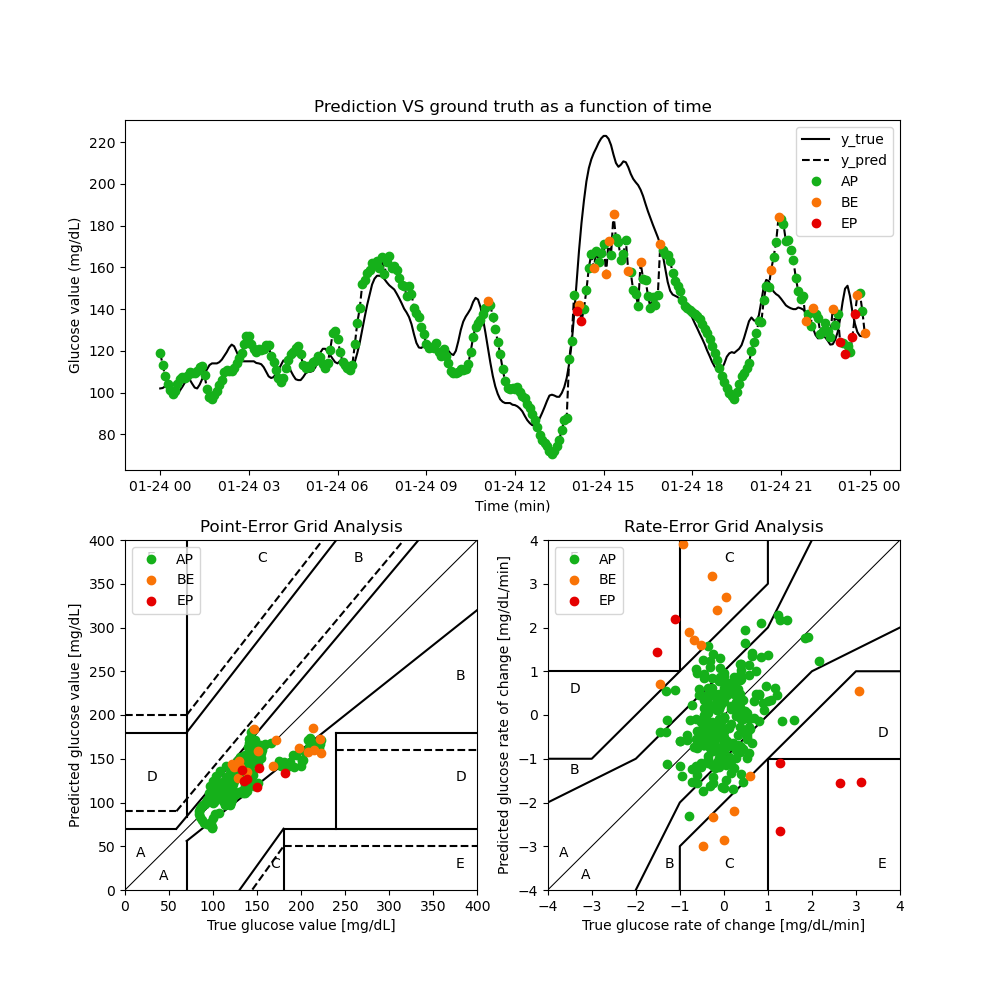 Prediction VS ground truth as a function of time
Glucose value (mg/dL)
220
200
180
160
140
120
100
80
y_true
y_pred
AP
BE
EP
01-24 00 01-24 03 01-24 06 01-24 09 01-24 12 01-24 15 01-24 18 01-24 21 01-25 00
Time (min)
Point-Error Grid Analysis
Predicted glucose value [mg/dL]
400
350
300
250
200
150
100
50
0
AP
BE
EP
C
B
B
D
D
A
A
C
E
0 50 100 150 200 250 300 350 400
True glucose value [mg/dL]
Rate-Error Grid Analysis
Predicted glucose rate of change [mg/dL/min]
4
3
2
1
0
−1
−2
−3
−4
AP
BE
EP
C
D
D
B
A
A
B
C
E
−4 −3 −2 −1 0 1 2 3 4
True glucose rate of change [mg/dL/min]